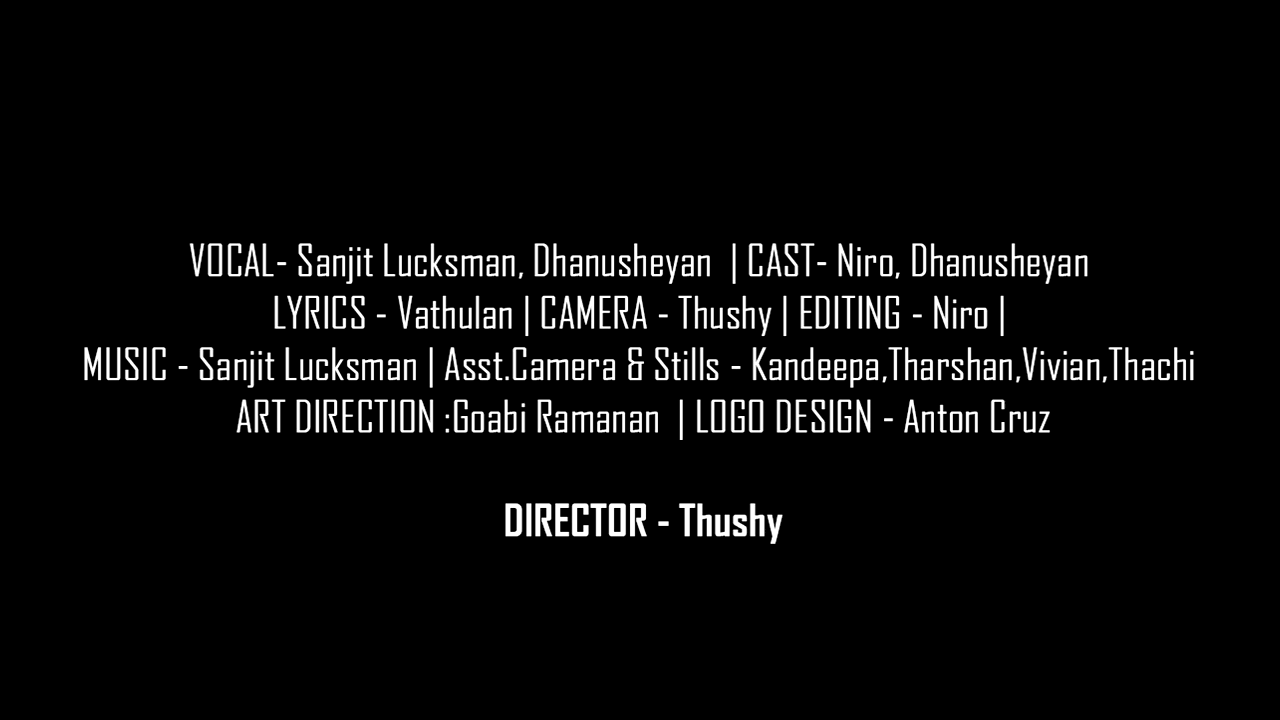 VOCAL- Sanjit Lucksman, Dhanusheyan | CAST- Niro, Dhanusheyan
LYRICS - Vathulan | CAMERA - Thushy | EDITING - Niro |
MUSIC - Sanjit Lucksman | Asst.Camera & Stills - Kandeepa,Tharshan,Vivian,Thachi
ART DIRECTION :Goabi Ramanan | LOGO DESIGN - Anton Cruz
DIRECTOR - Thushy